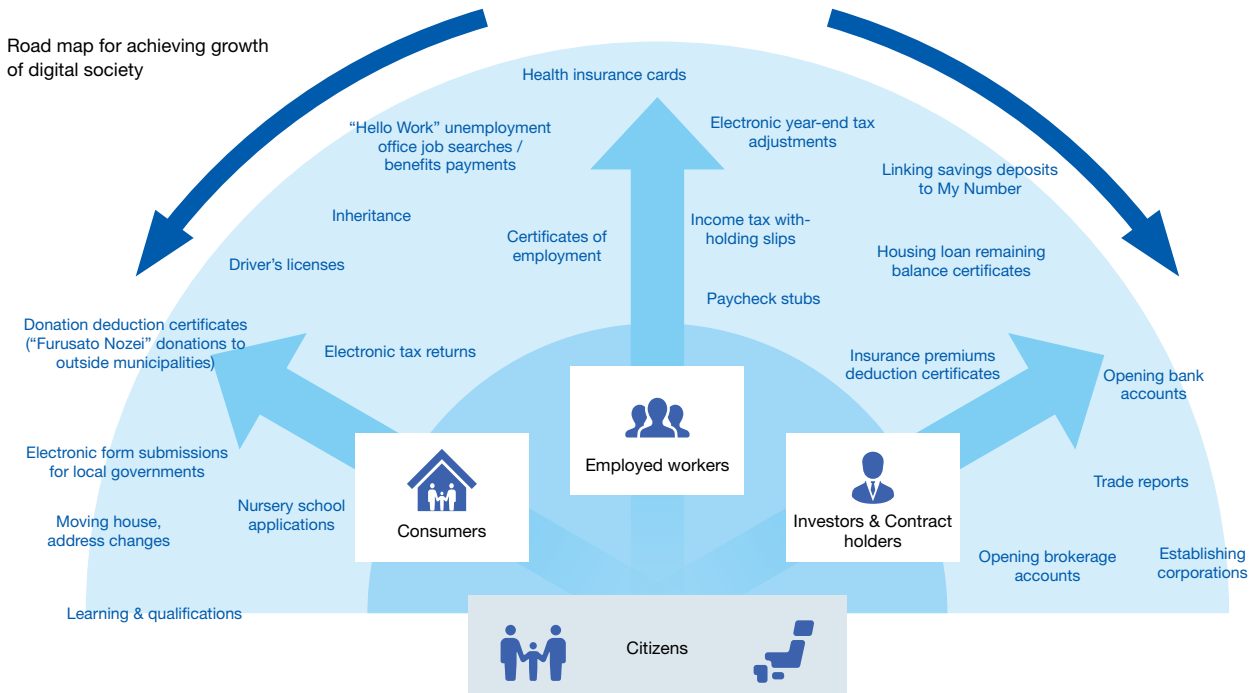 Road map for achieving growth
of digital society
Health insurance cards
“Hello Work” unemployment
office job searches /
benefits payments
Electronic year-end tax
adjustments
Linking savings deposits
to My Number
Inheritance
Income tax with-
holding slips
Certificates of
employment
Housing loan remaining
balance certificates
Driver’s licenses
Paycheck stubs
Donation deduction certificates
(“Furusato Nozei” donations to
outside municipalities)
Electronic tax returns
Insurance premiums
deduction certificates
Opening bank
accounts
Electronic form submissions
for local governments
Employed workers
Trade reports
Nursery school
applications
Moving house,
address changes
Consumers
Investors & Contract
holders
Opening brokerage
accounts
Establishing
corporations
Learning & qualifications
Citizens